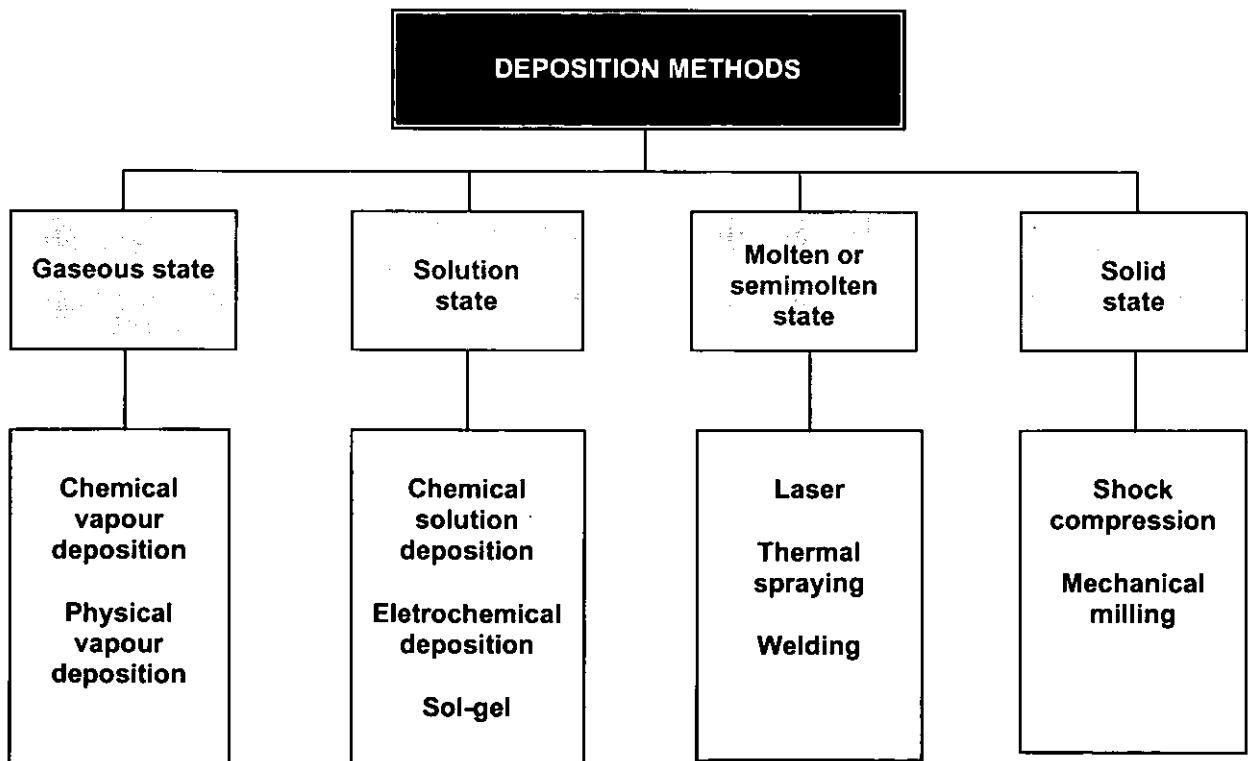 DEPOSITION METHODS
Gaseous state
Solution
state
Molten or
semimolten
state
Solid
state
Chemical
vapour
deposition
Physical
vapour
deposition
Chemical
solution
deposition
Eletrochemical
deposition
Sol-gel
Laser
Thermal
spraying
Welding
Shock
compression
Mechanical
milling